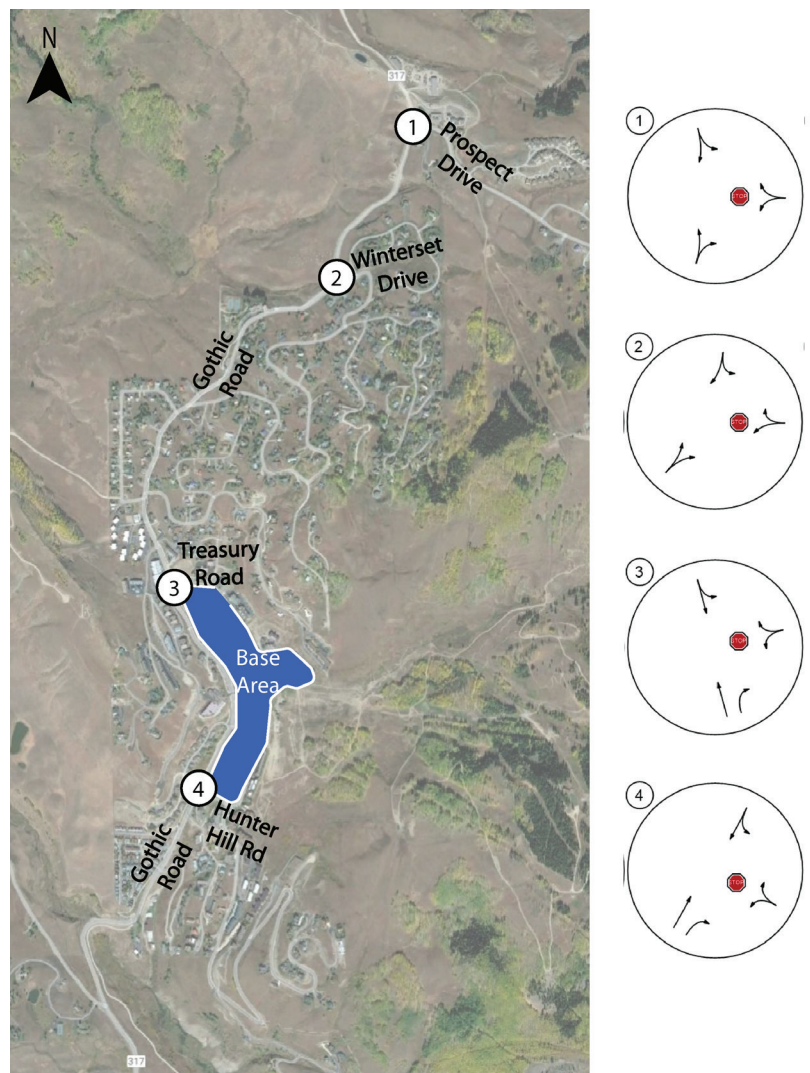 N
317
1
Prospect
Drive
2
Winterset
Drive
Gothic
Road
Treasury
Road
3
Base
Area
4
Hunter
Hill Rd
Gothic
Road
317
1
STOP
2
STOP
3
STOP
4
STOP